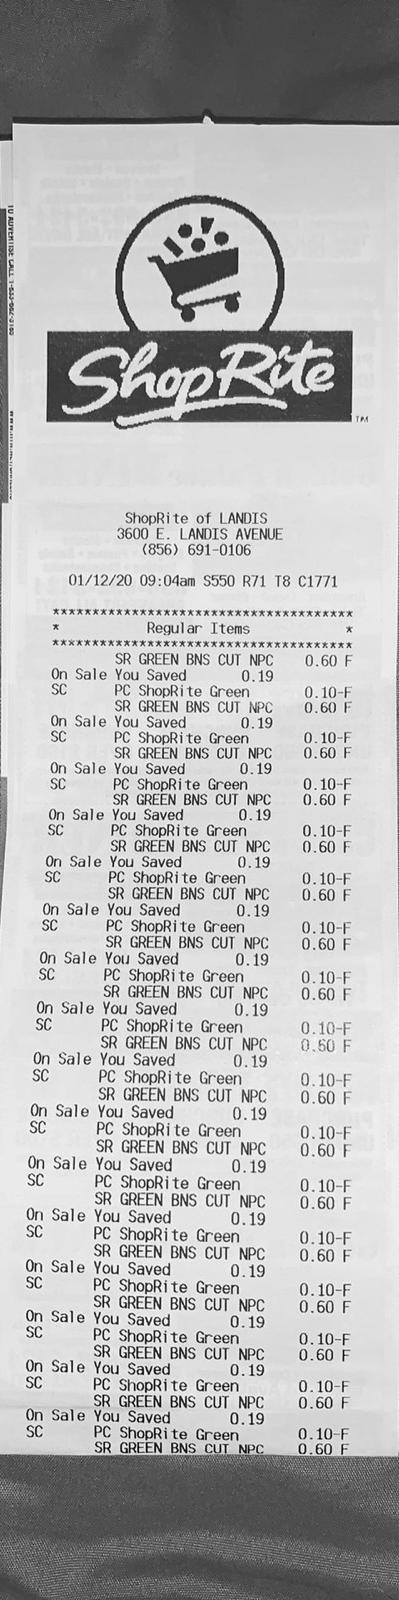 ShopRite
TM
ShopRite of LANDIS
3600 E. LANDIS AVENUE
(856) 691-0106
01/12/20 09:04am S550 R71 T8 C1771
************************************
* Regular Items *
************************************
SR GREEN BNS CUT NPC 0.60 F
On Sale You Saved 0.19
SC PC ShopRite Green 0.10-F
SR GREEN BNS CUT NPC 0.60 F
On Sale You Saved 0.19
SC PC ShopRite Green 0.10-F
SR GREEN BNS CUT NPC 0.60 F
On Sale You Saved 0.19
SC PC ShopRite Green 0.10-F
SR GREEN BNS CUT NPC 0.60 F
On Sale You Saved 0.19
SC PC ShopRite Green 0.10-F
SR GREEN BNS CUT NPC 0.60 F
On Sale You Saved 0.19
SC PC ShopRite Green 0.10-F
SR GREEN BNS CUT NPC 0.60 F
On Sale You Saved 0.19
SC PC ShopRite Green 0.10-F
SR GREEN BNS CUT NPC 0.60 F
On Sale You Saved 0.19
SC PC ShopRite Green 0.10-F
SR GREEN BNS CUT NPC 0.60 F
On Sale You Saved 0.19
SC PC ShopRite Green 0.10-F
SR GREEN BNS CUT NPC 0.60 F
On Sale You Saved 0.19
SC PC ShopRite Green 0.10-F
SR GREEN BNS CUT NPC 0.60 F
On Sale You Saved 0.19
SC PC ShopRite Green 0.10-F
SR GREEN BNS CUT NPC 0.60 F
On Sale You Saved 0.19
SC PC ShopRite Green 0.10-F
SR GREEN BNS CUT NPC 0.60 F
On Sale You Saved 0.19
SC PC ShopRite Green 0.10-F
SR GREEN BNS CUT NPC 0.60 F
On Sale You Saved 0.19
SC PC ShopRite Green 0.10-F
SR GREEN BNS CUT NPC 0.60 F
On Sale You Saved 0.19
SC PC ShopRite Green 0.10-F
SR GREEN BNS CUT NPC 0.60 F
On Sale You Saved 0.19
SC PC ShopRite Green 0.10-F
SR GREEN BNS CUT NPC 0.60 F
On Sale You Saved 0.19
SC PC ShopRite Green 0.10-F
SR GREEN BNS CUT NPC 0.60 F
TO ADVERTISE CALL